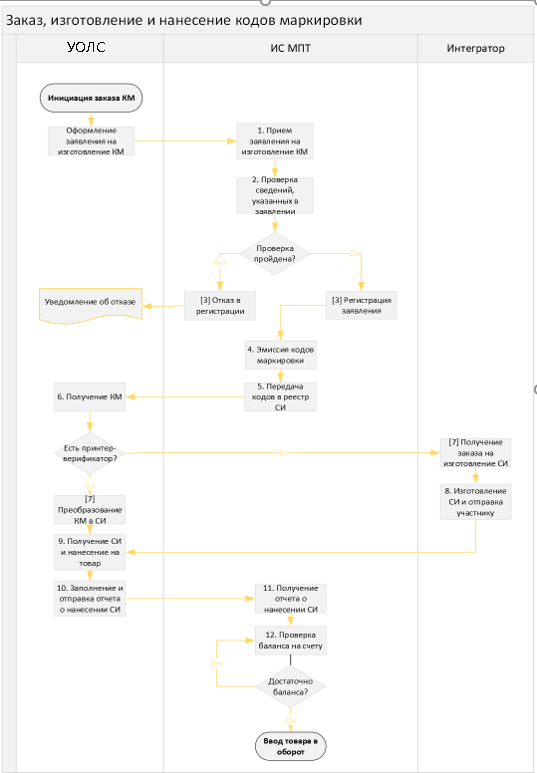 Заказ, изготовление и нанесение кодов маркировки
УОЛС
ИС МПТ
Интегратор
Инициация заказа КМ
Оформление
заявления на
изготовление КМ
1. Прием
заявления на
изготовление КМ
2. Проверка
сведений,
указанных в
заявлении
Проверка
пройдена?
Нет
Да
Уведомление об отказе
[3] Отказ в
регистрации
[3] Регистрация
заявления
4. Эмиссия кодов
маркировки
5. Передача
кодов в реестр
СИ
6. Получение КМ
Есть принтер-
верификатор?
Нет
Да
[7] Получение
заказа на
изготовление СИ
[7]
Преобразование
КМ в СИ
8. Изготовление
СИ и отправка
участнику
9. Получение СИ
и нанесение на
товар
10. Заполнение и
отправка отчета
о нанесении СИ
11. Получение
отчета о
нанесении СИ
12. Проверка
баланса на счету
Нет
Достаточно
баланса?
Да
Ввод товара в
оборот